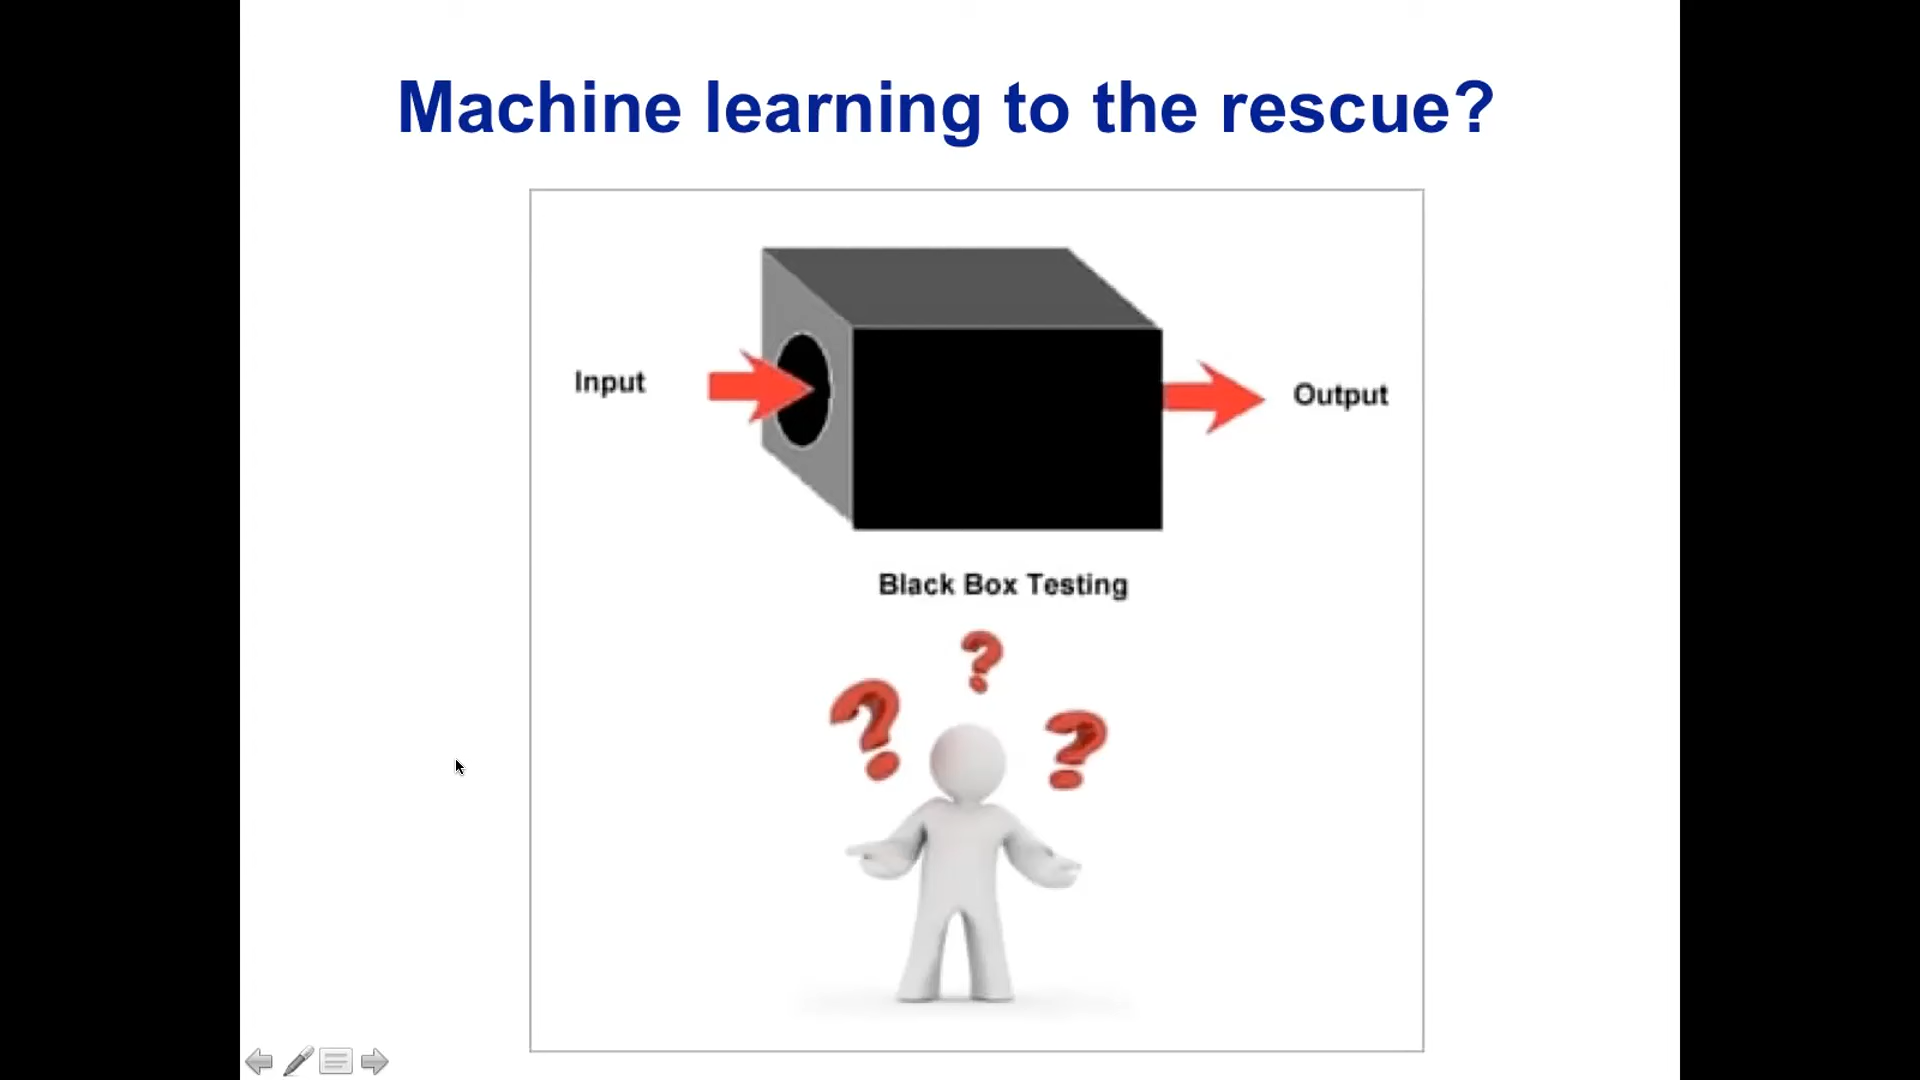 Machine learning to the rescue?
Input
Output
Black Box Testing
? ? ?